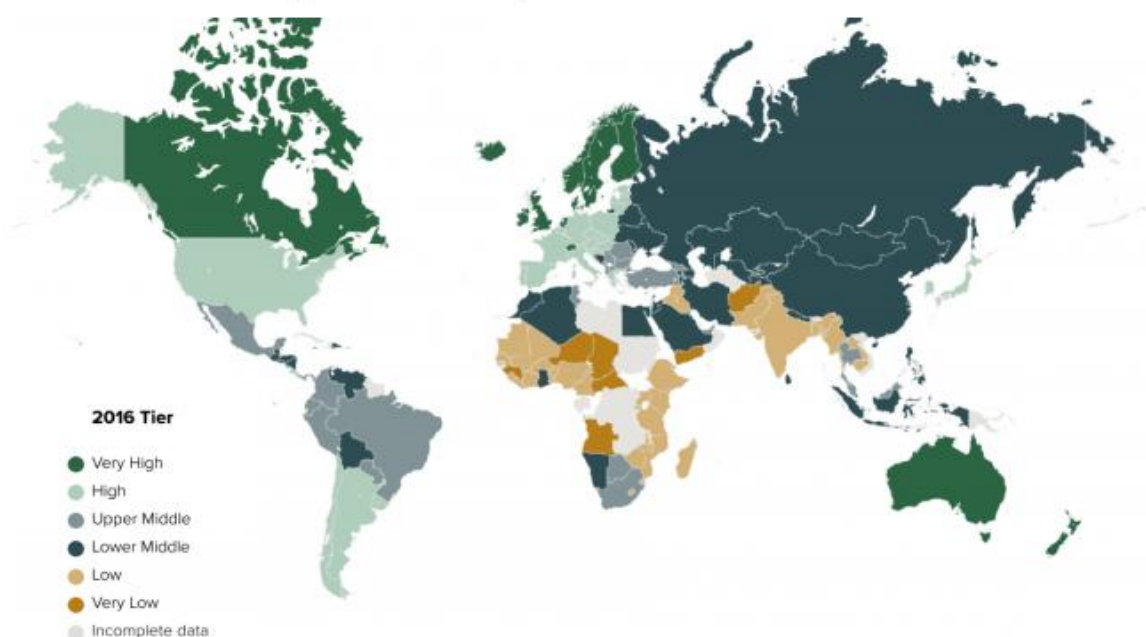 2016 Tier
Very High
High
Upper Middle
Lower Middle
Low
Very Low
Incomplete data